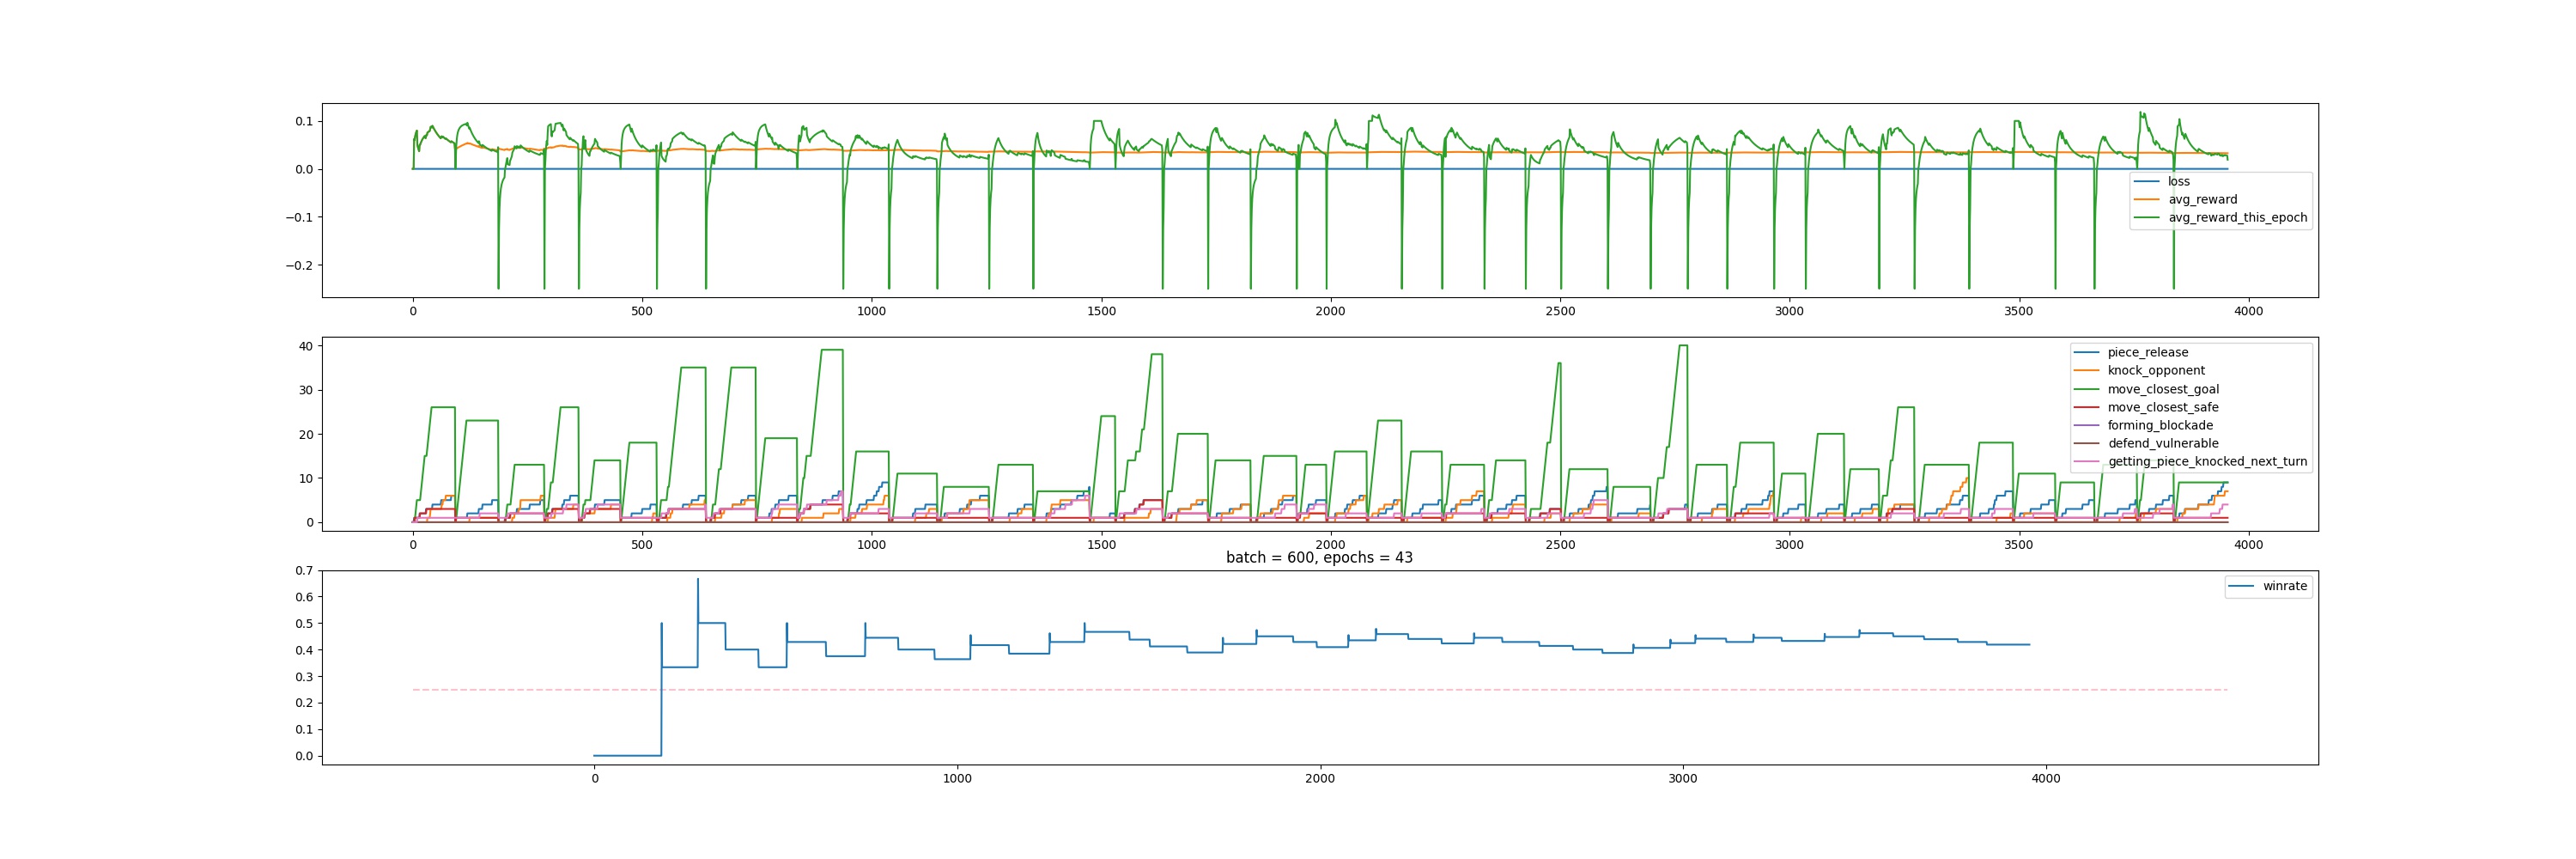 0.1
0.0
−0.1
−0.2
loss
avg_reward
avg_reward_this_epoch
0 500 1000 1500 2000 2500 3000 3500 4000
40
30
20
10
0
piece_release
knock_opponent
move_closest_goal
move_closest_safe
forming_blockade
defend_vulnerable
getting_piece_knocked_next_turn
0 500 1000 1500 2000 2500 3000 3500 4000
batch = 600, epochs = 43
0.7
0.6
0.5
0.4
0.3
0.2
0.1
0.0
winrate
0 1000 2000 3000 4000